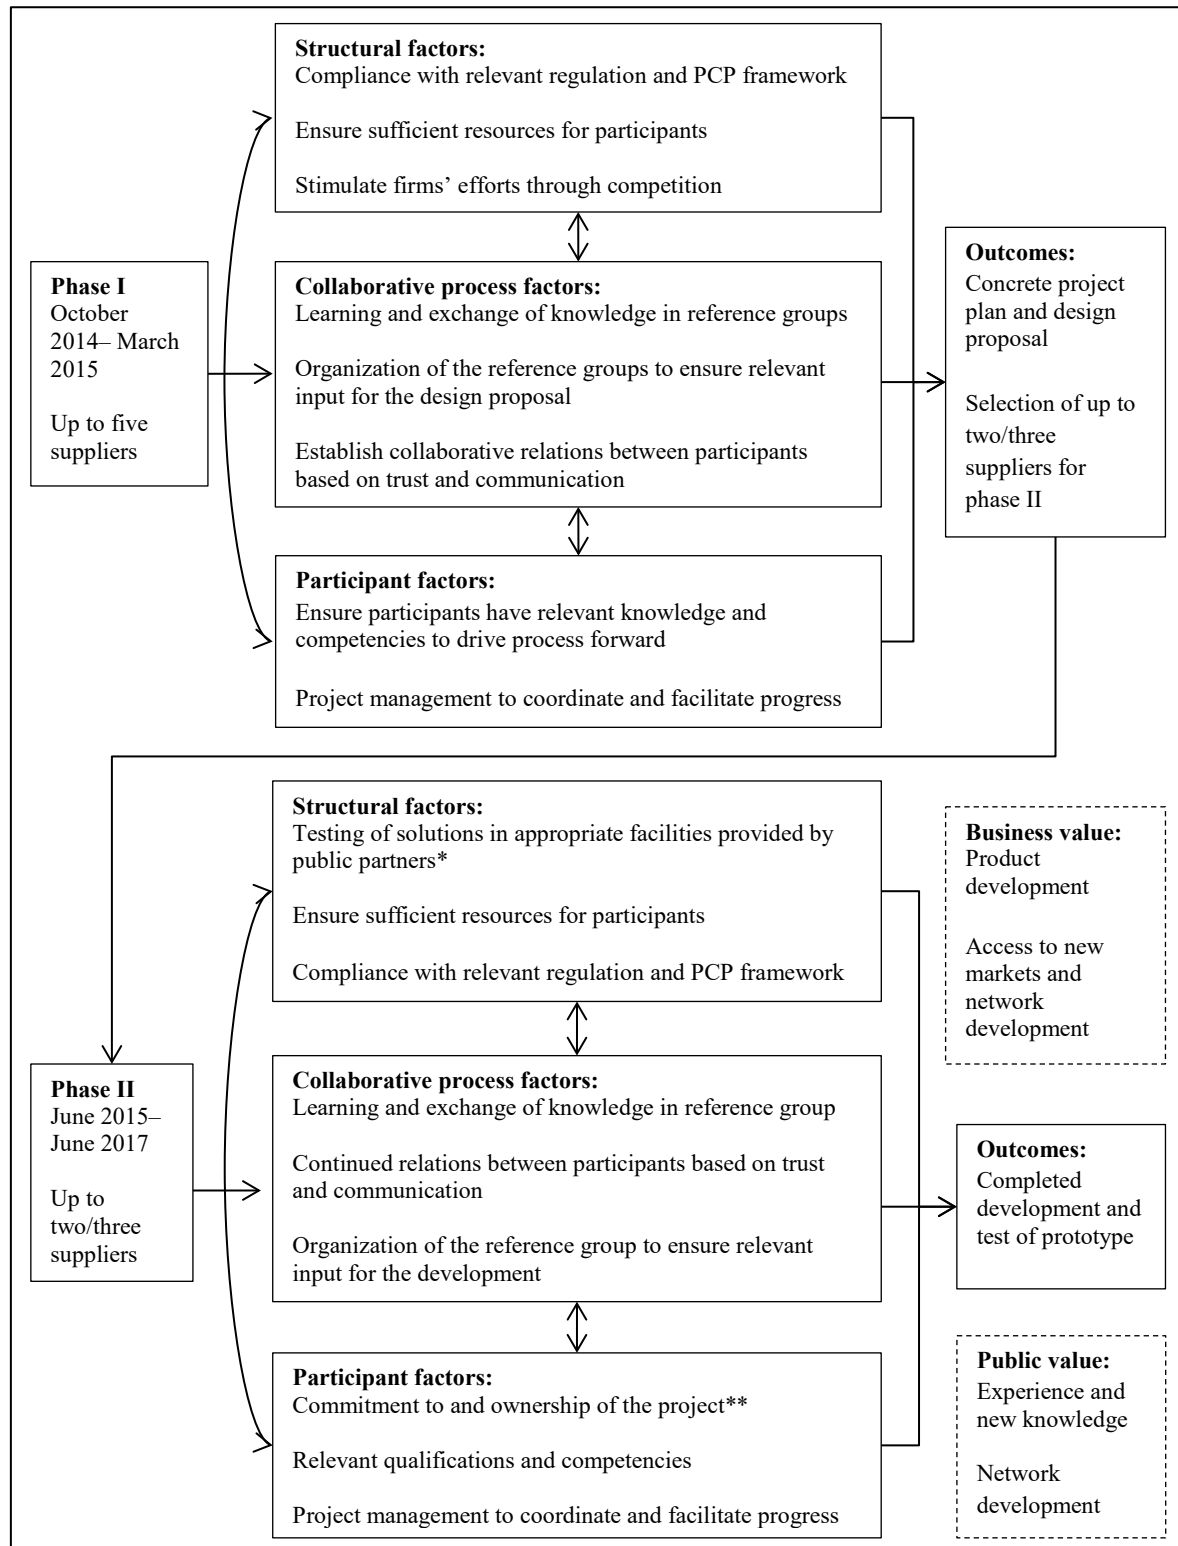 Structural factors:
Compliance with relevant regulation and PCP framework
Ensure sufficient resources for participants
Stimulate firms’ efforts through competition
Phase I
October
2014– March
2015
Up to five
suppliers
Collaborative process factors:
Learning and exchange of knowledge in reference groups
Organization of the reference groups to ensure relevant
input for the design proposal
Establish collaborative relations between participants
based on trust and communication
Participant factors:
Ensure participants have relevant knowledge and
competencies to drive process forward
Project management to coordinate and facilitate progress
Outcomes:
Concrete project
plan and design
proposal
Selection of up to
two/three
suppliers for
phase II
Structural factors:
Testing of solutions in appropriate facilities provided by
public partners*
Ensure sufficient resources for participants
Compliance with relevant regulation and PCP framework
Phase II
June 2015–
June 2017
Up to
two/three
suppliers
Collaborative process factors:
Learning and exchange of knowledge in reference group
Continued relations between participants based on trust
and communication
Organization of the reference group to ensure relevant
input for the development
Participant factors:
Commitment to and ownership of the project**
Relevant qualifications and competencies
Project management to coordinate and facilitate progress
Business value:
Product
development
Access to new
markets and
network
development
Outcomes:
Completed
development and
test of prototype
Public value:
Experience and
new knowledge
Network
development